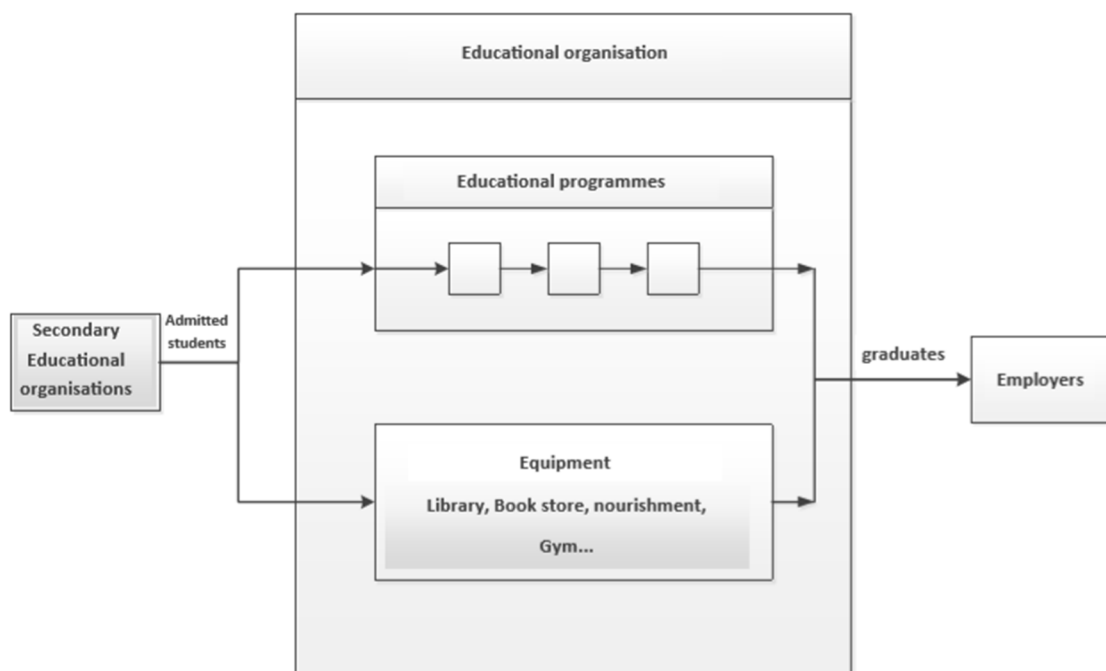 Educational organisation
Educational programmes
Secondary
Educational
organisations
Admitted
students
graduates
Employers
Equipment
Library, Book store, nourishment,
Gym...